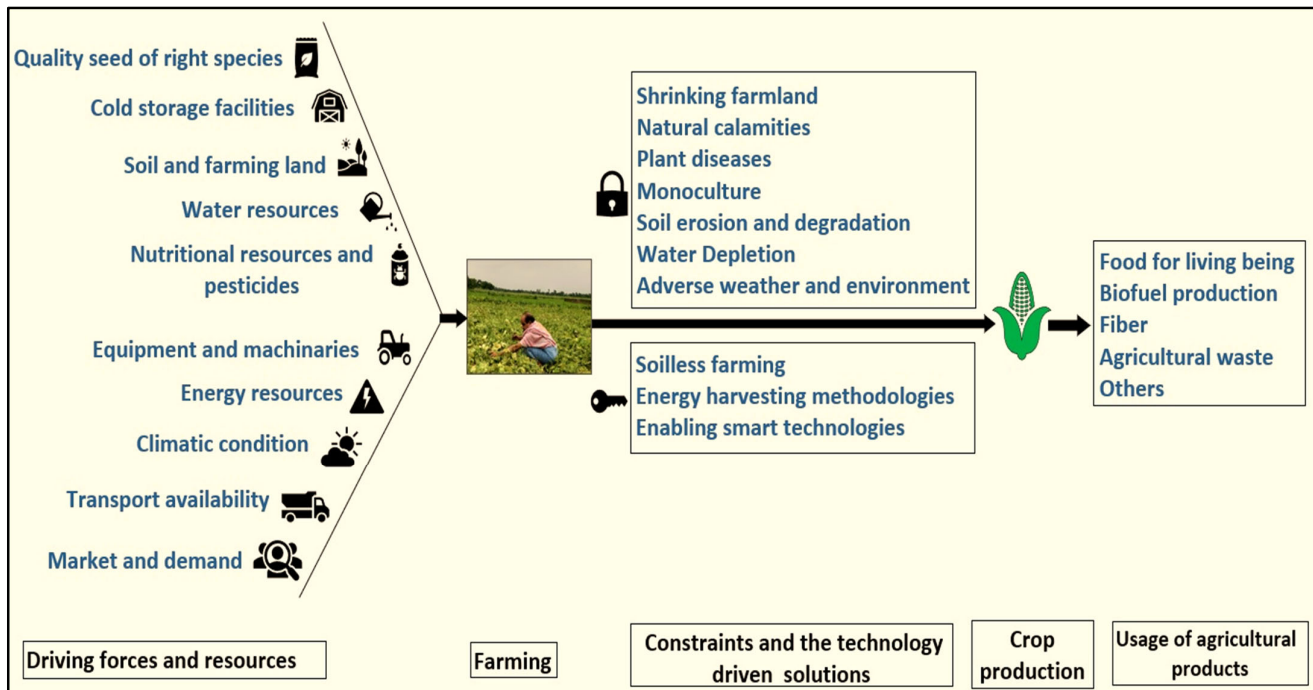 Quality seed of right species
Cold storage facilities
Soil and farming land
Water resources
Nutritional resources and
pesticides
Equipment and machinaries
Energy resources
Climatic condition
Transport availability
Market and demand
Shrinking farmland
Natural calamities
Plant diseases
Monoculture
Soil erosion and degradation
Water Depletion
Adverse weather and environment
Soilless farming
Energy harvesting methodologies
Enabling smart technologies
Food for living being
Biofuel production
Fiber
Agricultural waste
Others
Driving forces and resources
Farming
Constraints and the technology
driven solutions
Crop
production
Usage of agricultural
products